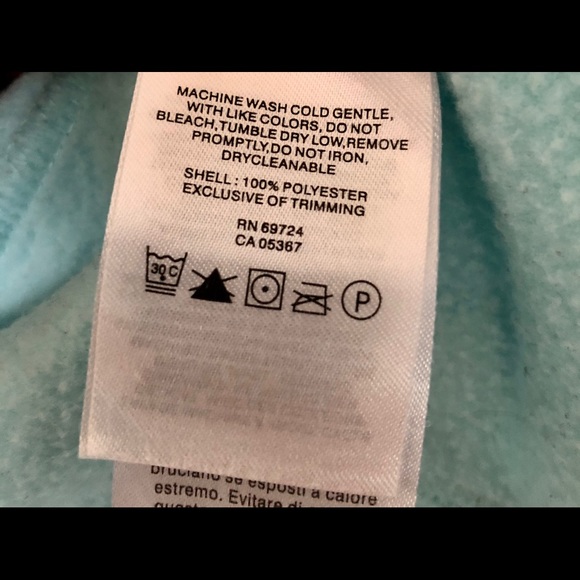 MACHINE WASH COLD GENTLE,
WITH LIKE COLORS, DO NOT
BLEACH,TUMBLE DRY LOW,REMOVE
PROMPTLY,DO NOT IRON,
DRYCLEANABLE
SHELL : 100% POLYESTER
EXCLUSIVE OF TRIMMING
RN 69724
CA 05367
30 C
P
bruciano se esposti a calore
estremo. Evitare di